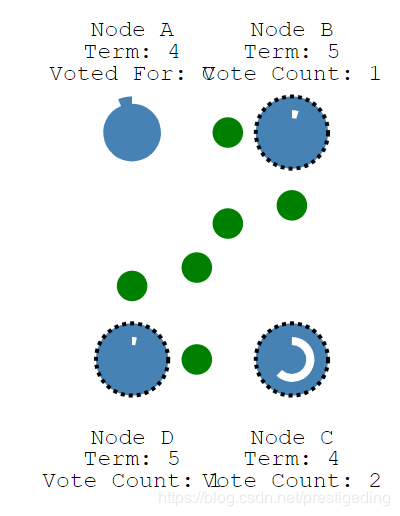 Node A
Term: 4
Voted For: C
Node B
Term: 5
Vote Count: 1
Node D
Term: 5
Vote Count: 1
Node C
Term: 4
Vote Count: 2
https://blog.csdn.net/prestigeding